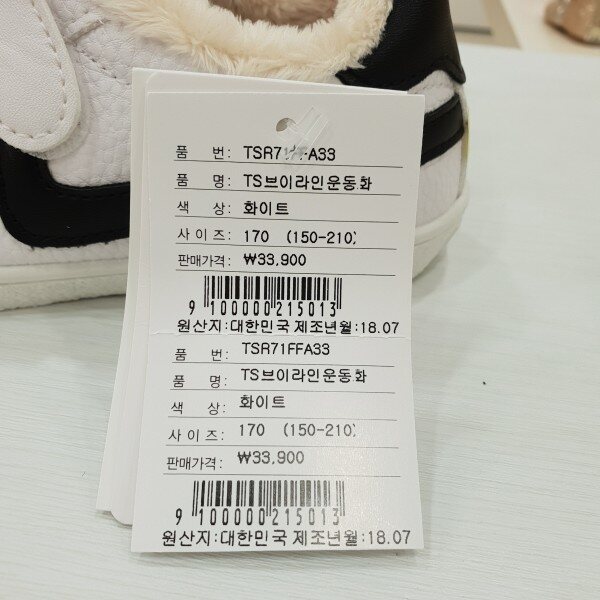 품 번: TSR71FFA33
품 명: TS브이라인운동화
색 상: 화이트
사이즈: 170 (150-210)
판매가격: ₩33,900
9 100000 215013
원산지:대한민국 제조년월:18.07
품 번: TSR71FFA33
품 명: TS브이라인운동화
색 상: 화이트
사이즈: 170 (150-210)
판매가격: ₩33,900
9 100000 215013
원산지:대한민국 제조년월:18.07